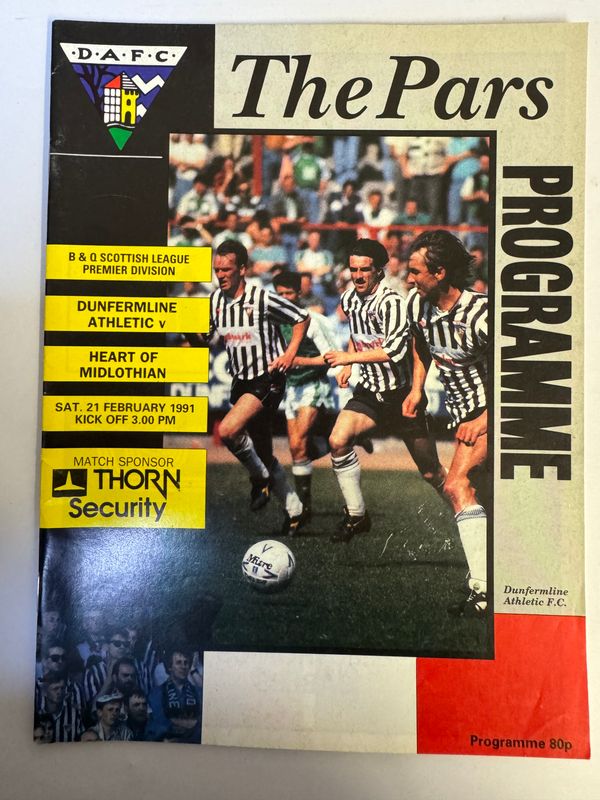 ·D·A·F·C·
The Pars
PROGRAMME
B & Q SCOTTISH LEAGUE
PREMIER DIVISION
DUNFERMLINE
ATHLETIC v
HEART OF
MIDLOTHIAN
SAT. 21 FEBRUARY 1991
KICK OFF 3.00 PM
MATCH SPONSOR
THORN
Security
Mitre
Dunfermline
Athletic F.C.
Programme 80p